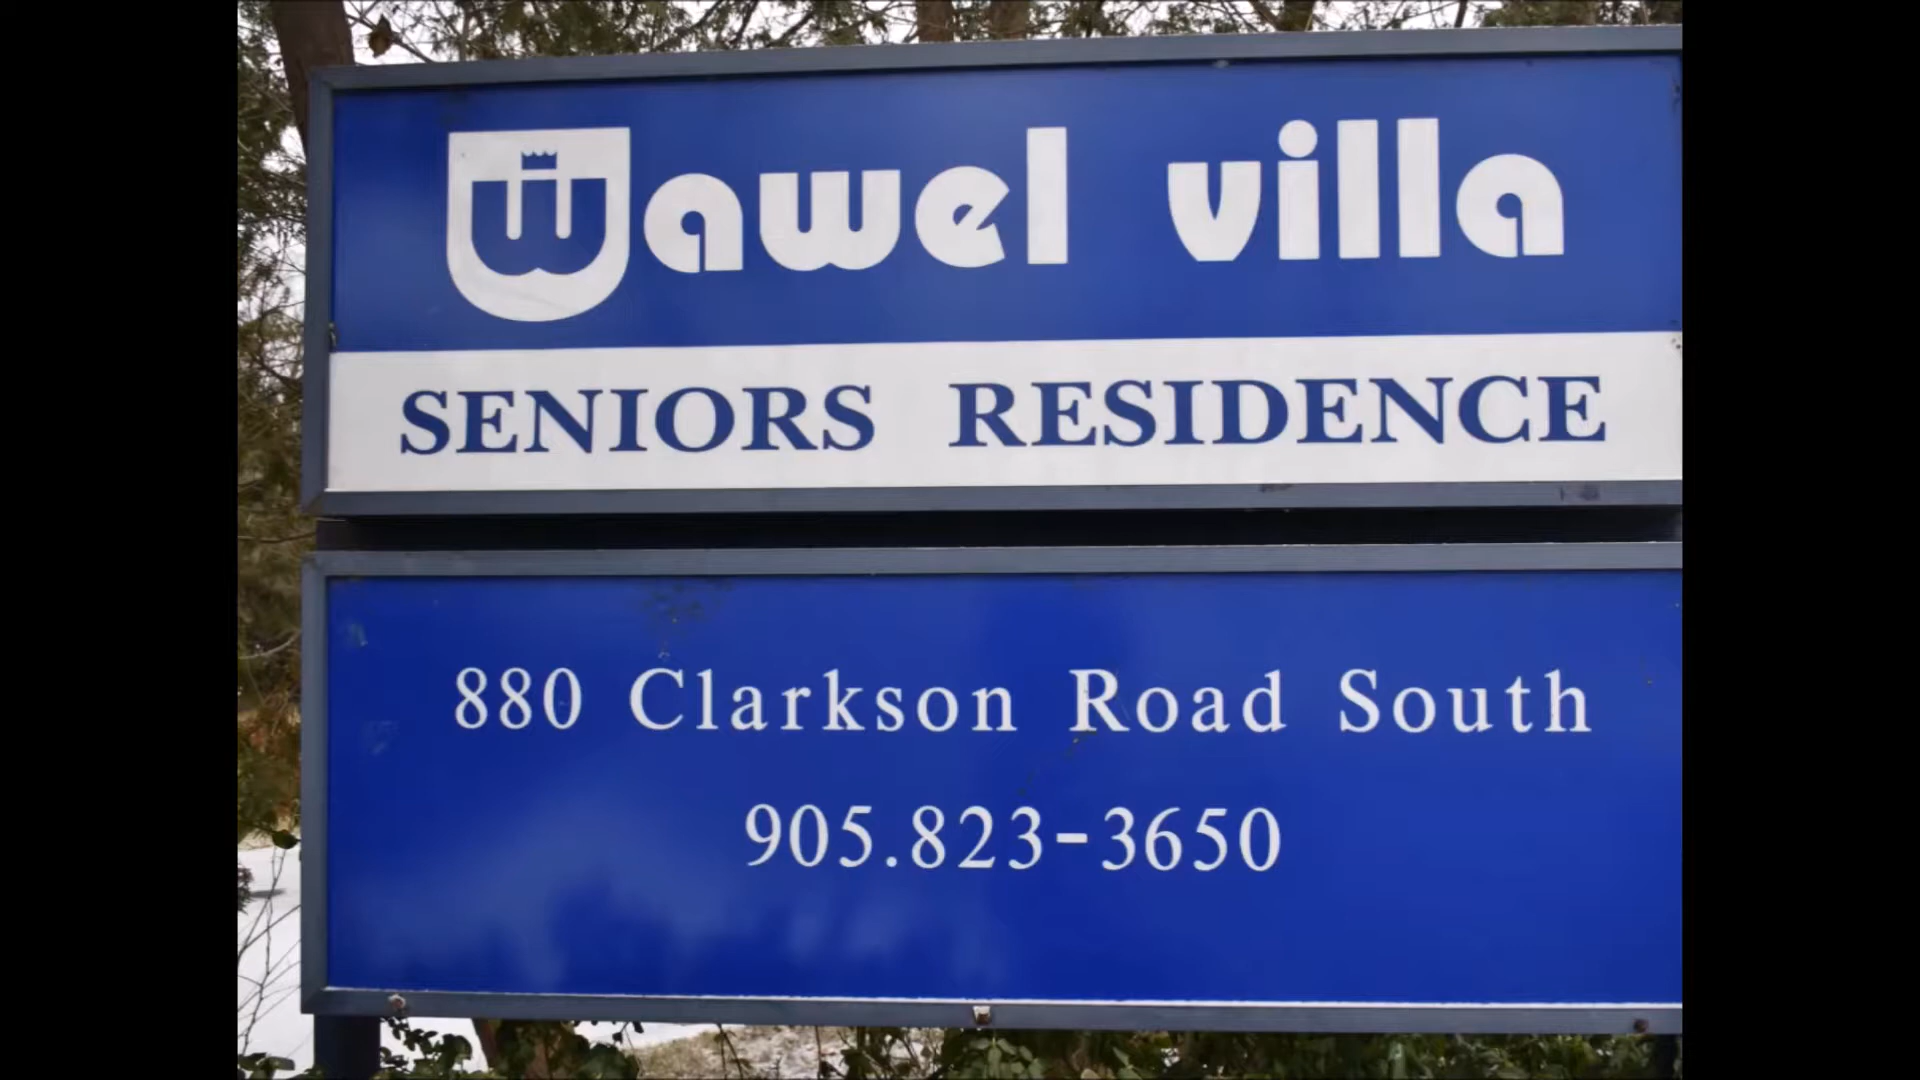 Wawel villa
SENIORS RESIDENCE
880 Clarkson Road South
905.823-3650